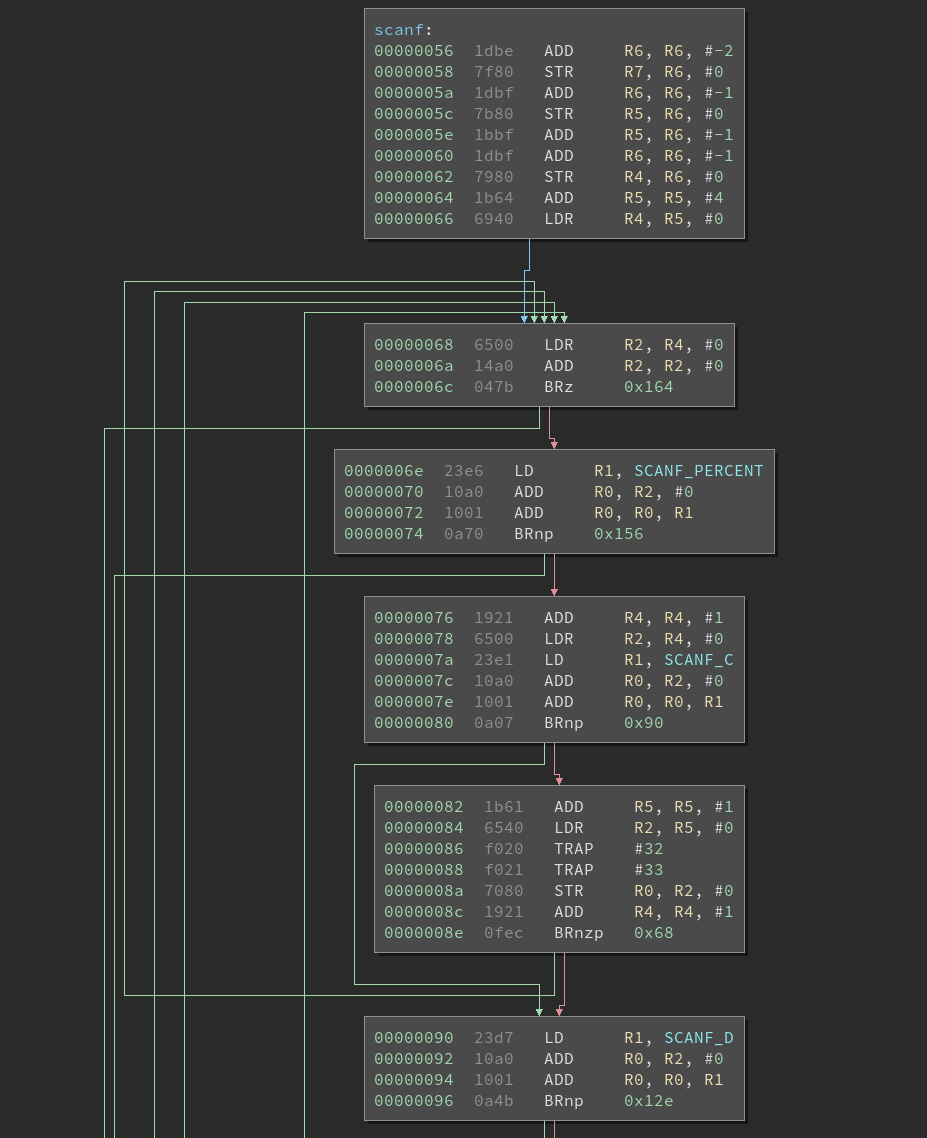 scanf:
00000056 1dbe ADD R6, R6, #-2
00000058 7f80 STR R7, R6, #0
0000005a 1dbf ADD R6, R6, #-1
0000005c 7b80 STR R5, R6, #0
0000005e 1bbf ADD R5, R6, #-1
00000060 1dbf ADD R6, R6, #-1
00000062 7980 STR R4, R6, #0
00000064 1b64 ADD R5, R5, #4
00000066 6940 LDR R4, R5, #0
00000068 6500 LDR R2, R4, #0
0000006a 14a0 ADD R2, R2, #0
0000006c 047b BRz 0x164
0000006e 23e6 LD R1, SCANF_PERCENT
00000070 10a0 ADD R0, R2, #0
00000072 1001 ADD R0, R0, R1
00000074 0a70 BRnp 0x156
00000076 1921 ADD R4, R4, #1
00000078 6500 LDR R2, R4, #0
0000007a 23e1 LD R1, SCANF_C
0000007c 10a0 ADD R0, R2, #0
0000007e 1001 ADD R0, R0, R1
00000080 0a07 BRnp 0x90
00000082 1b61 ADD R5, R5, #1
00000084 6540 LDR R2, R5, #0
00000086 f020 TRAP #32
00000088 f021 TRAP #33
0000008a 7080 STR R0, R2, #0
0000008c 1921 ADD R4, R4, #1
0000008e 0fec BRnzp 0x68
00000090 23d7 LD R1, SCANF_D
00000092 10a0 ADD R0, R2, #0
00000094 1001 ADD R0, R0, R1
00000096 0a4b BRnp 0x12e